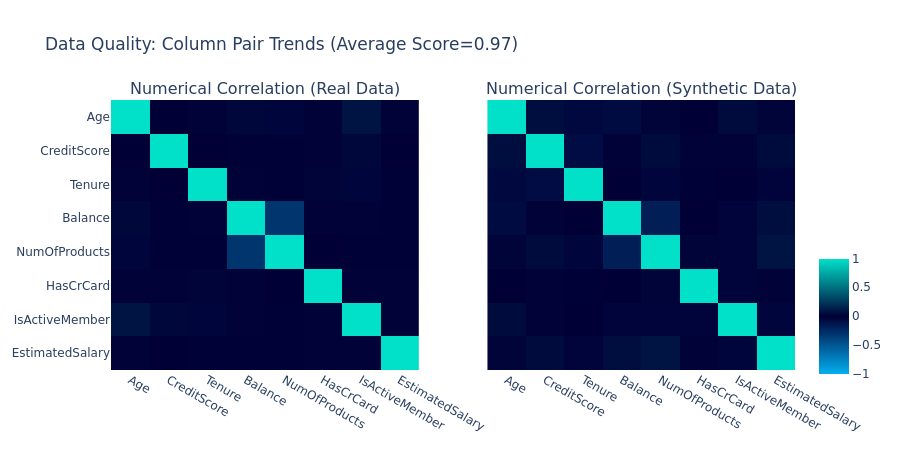 Data Quality: Column Pair Trends (Average Score=0.97)
Numerical Correlation (Real Data)
Numerical Correlation (Synthetic Data)
Age
CreditScore
Tenure
Balance
NumOfProducts
HasCrCard
IsActiveMember
EstimatedSalary
Age
CreditScore
Tenure
Balance
NumOfProducts
HasCrCard
IsActiveMember
EstimatedSalary
Age
CreditScore
Tenure
Balance
NumOfProducts
HasCrCard
IsActiveMember
EstimatedSalary
1
0.5
0
−0.5
−1